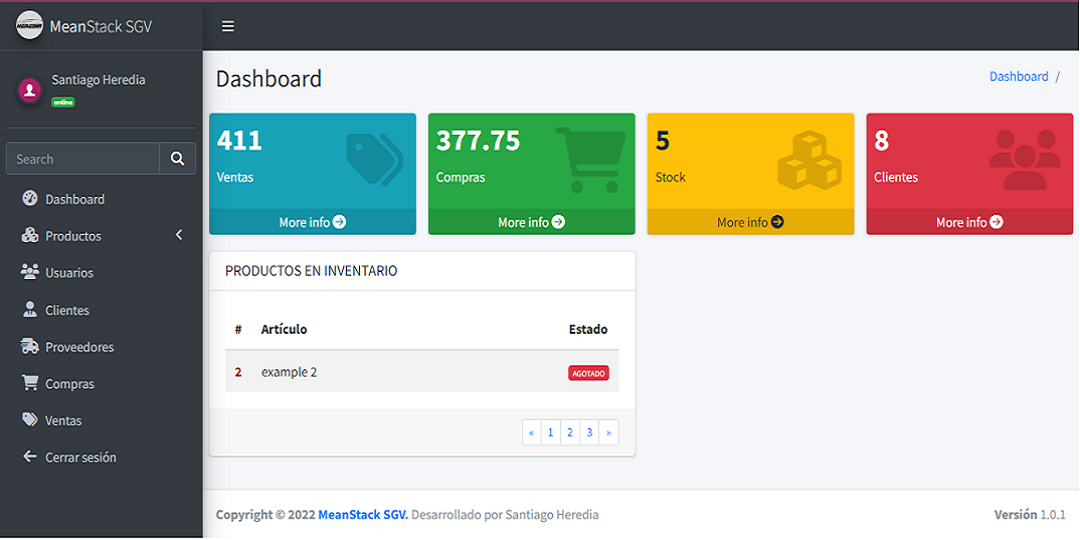 MeanStack SGV
Santiago Heredia
online
Search
Dashboard
Productos
Usuarios
Clientes
Proveedores
Compras
Ventas
Cerrar sesión
Dashboard
Dashboard /
411
Ventas
More info
377.75
Compras
More info
5
Stock
More info
8
Clientes
More info
PRODUCTOS EN INVENTARIO
# Artículo Estado
2 example 2 AGOTADO
« 1 2 3 »
Copyright © 2022 MeanStack SGV. Desarrollado por Santiago Heredia
Versión 1.0.1